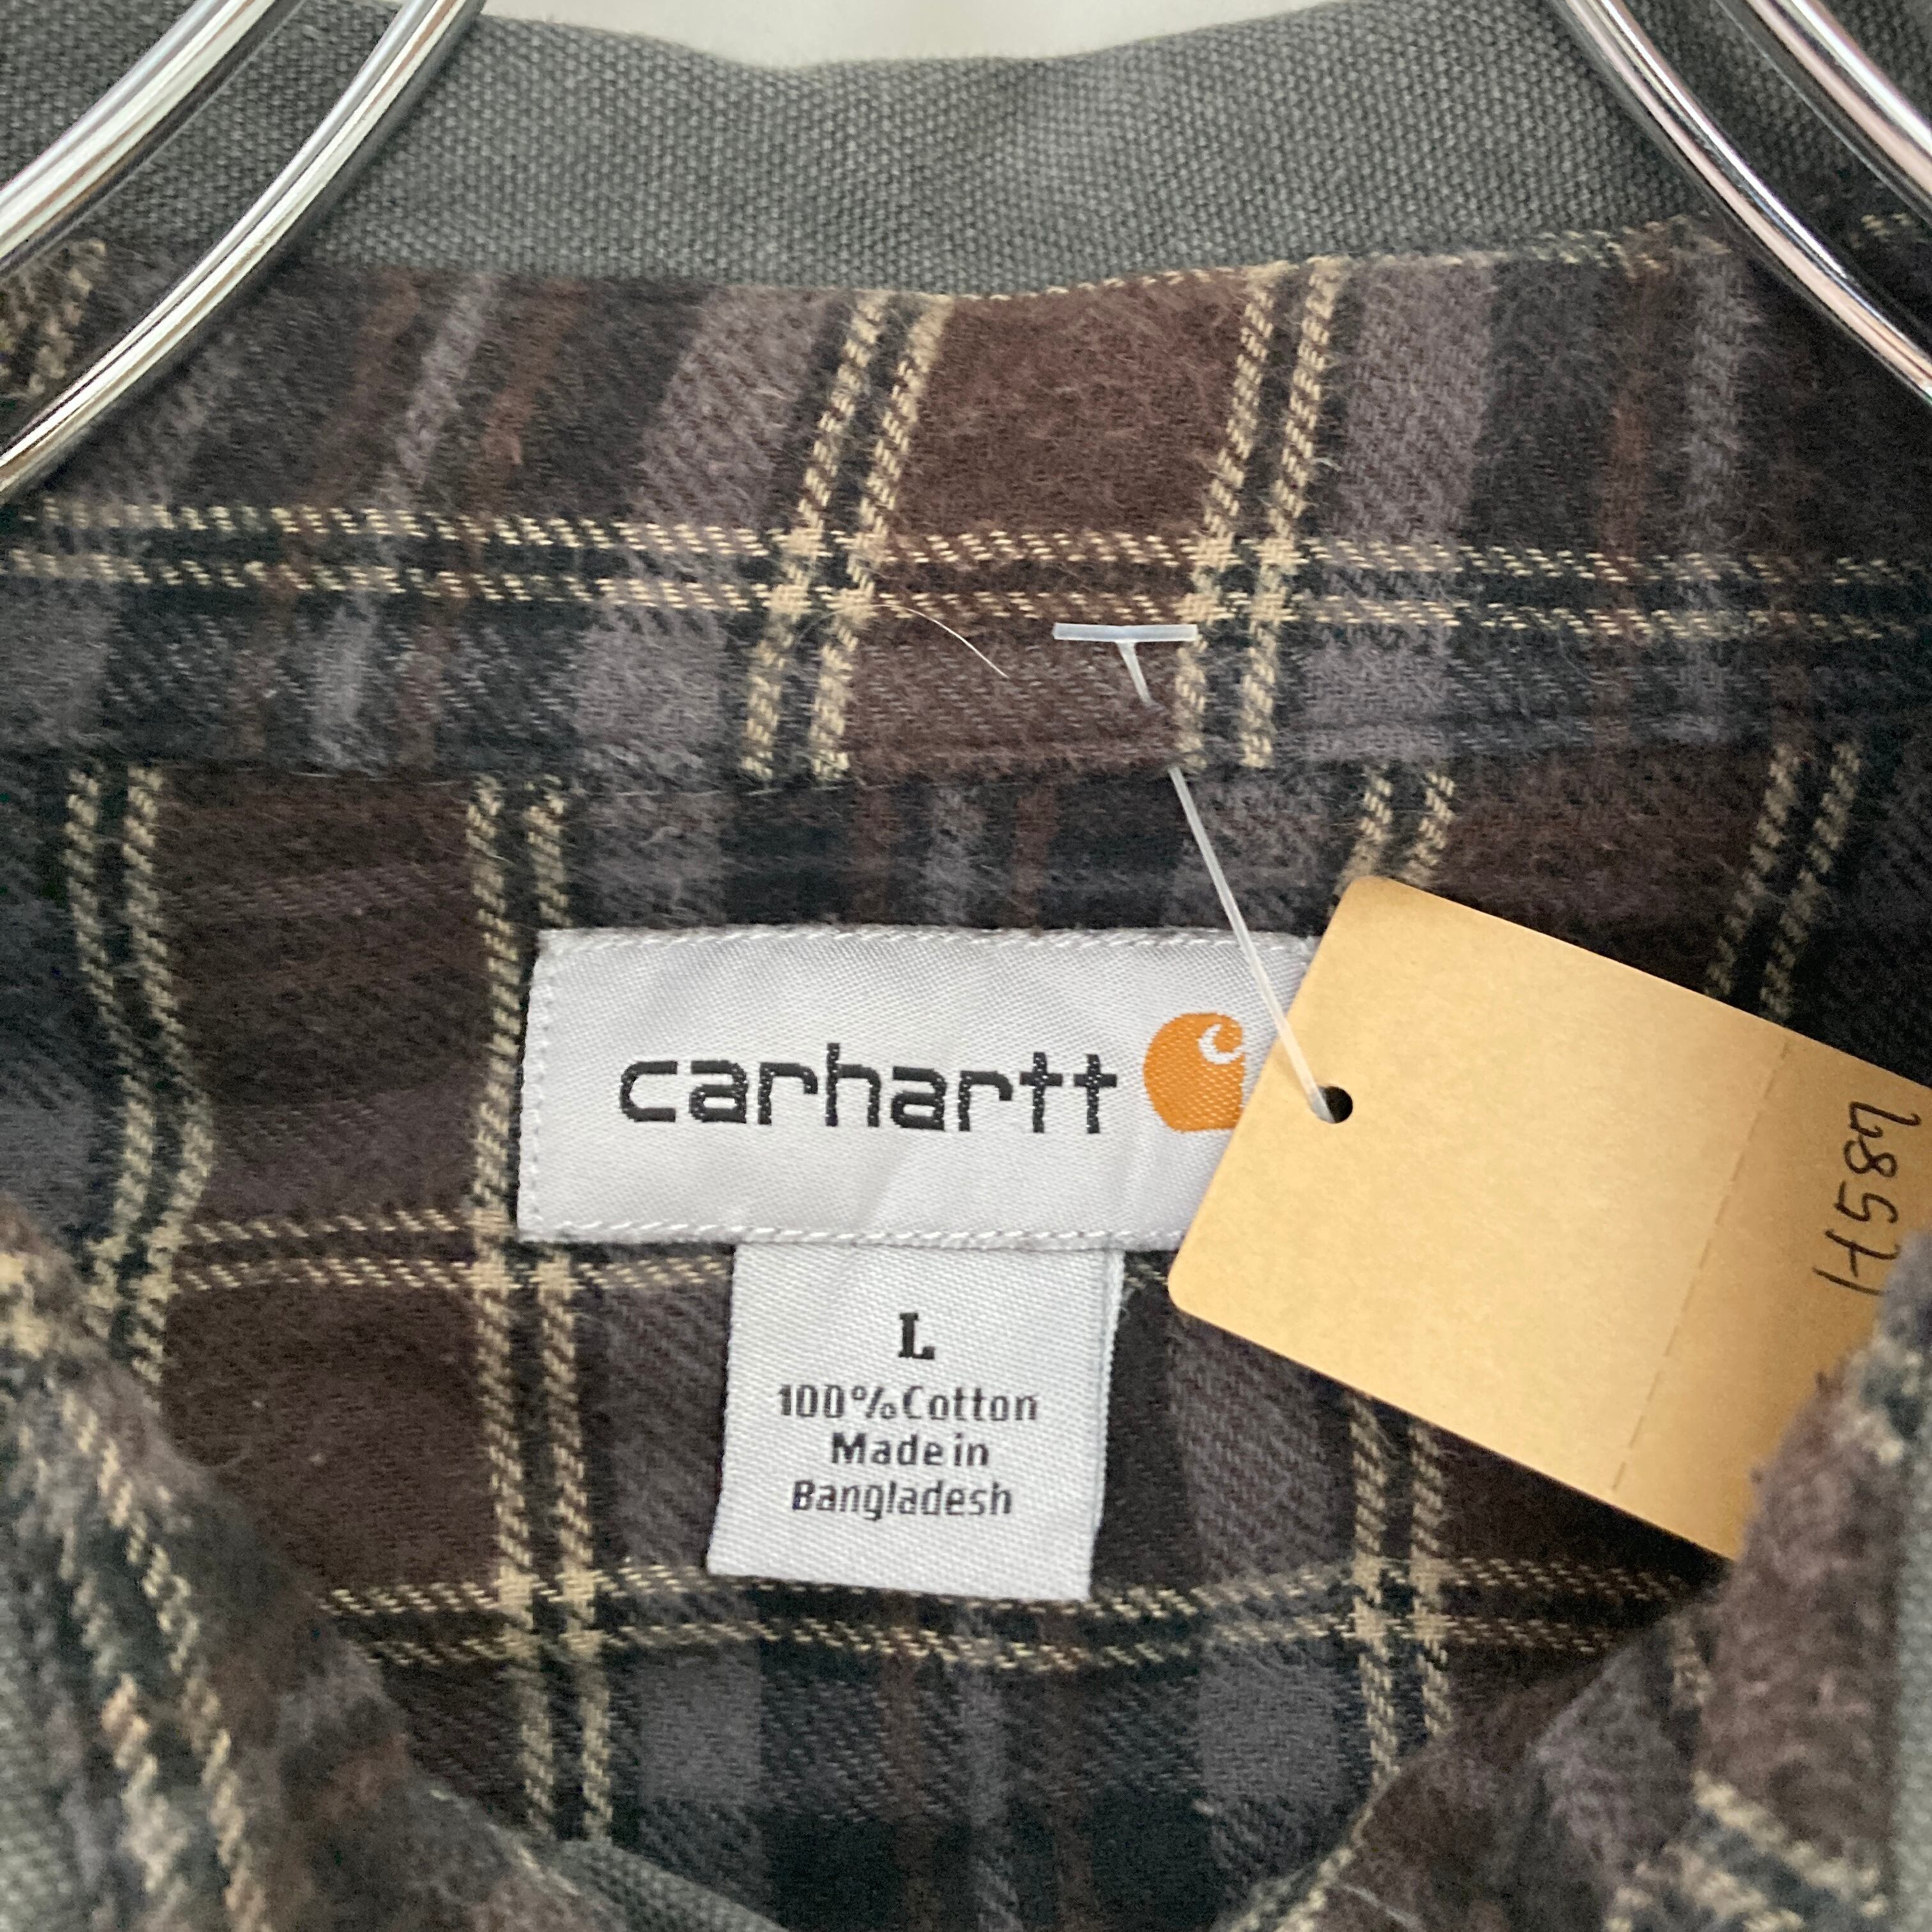 carhartt
L
100% Cotton
Made in
Bangladesh
H587